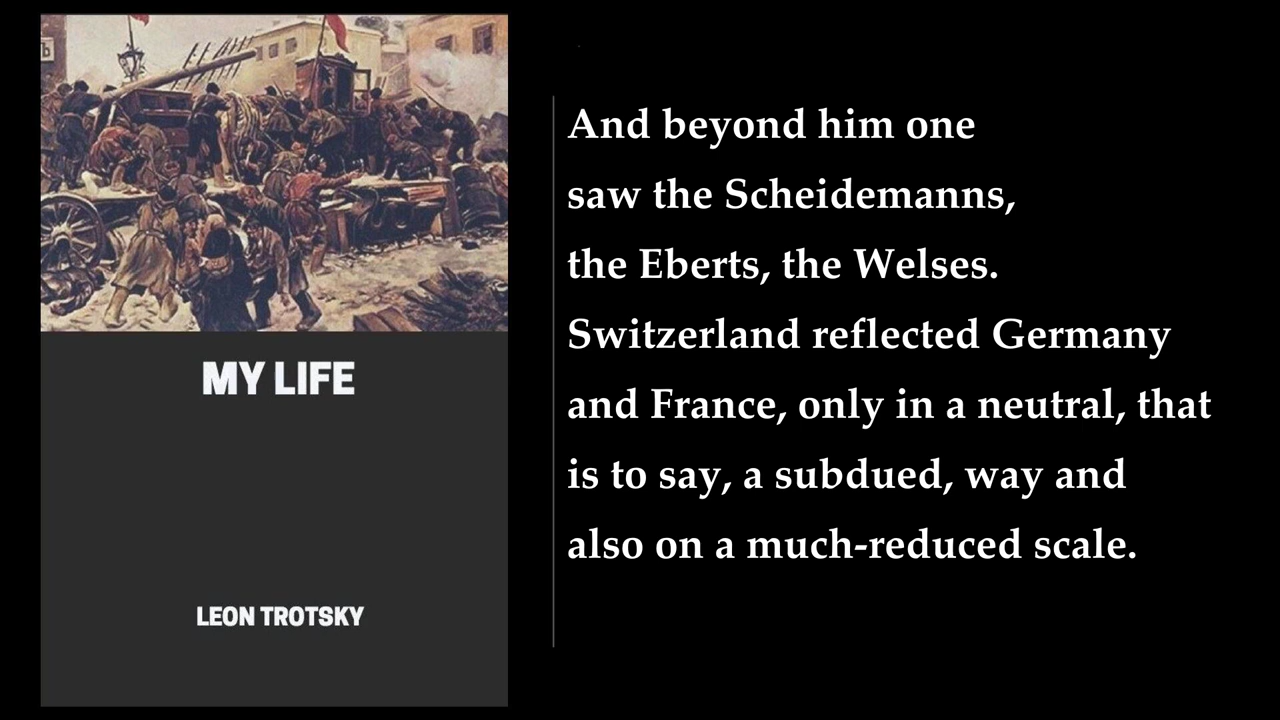 MY LIFE
LEON TROTSKY
And beyond him one
saw the Scheidemanns,
the Eberts, the Welses.
Switzerland reflected Germany
and France, only in a neutral, that
is to say, a subdued, way and
also on a much-reduced scale.